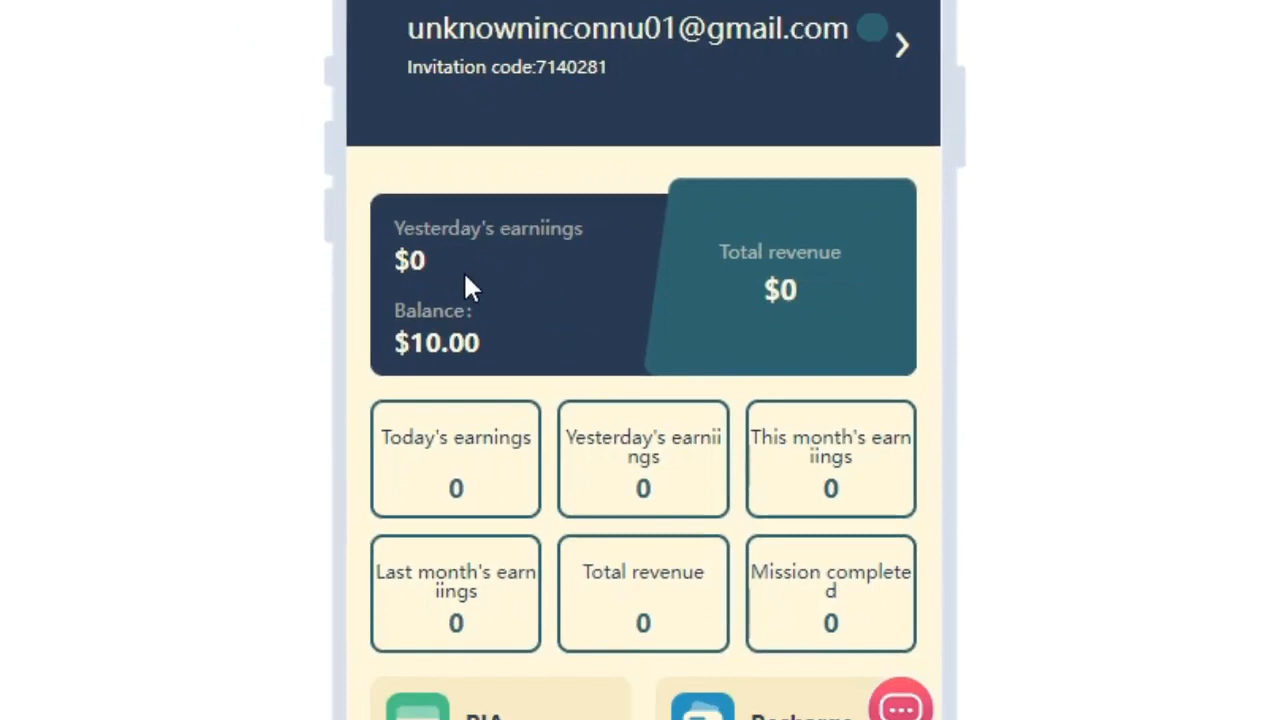 unknowninconnu01@gmail.com
Invitation code:7140281
Yesterday's earniings
$0
Balance:
$10.00
Total revenue
$0
Today's earnings
0
Yesterday's earnii
ngs
0
This month's earn
iings
0
Last month's earn
iings
0
Total revenue
0
Mission complete
d
0